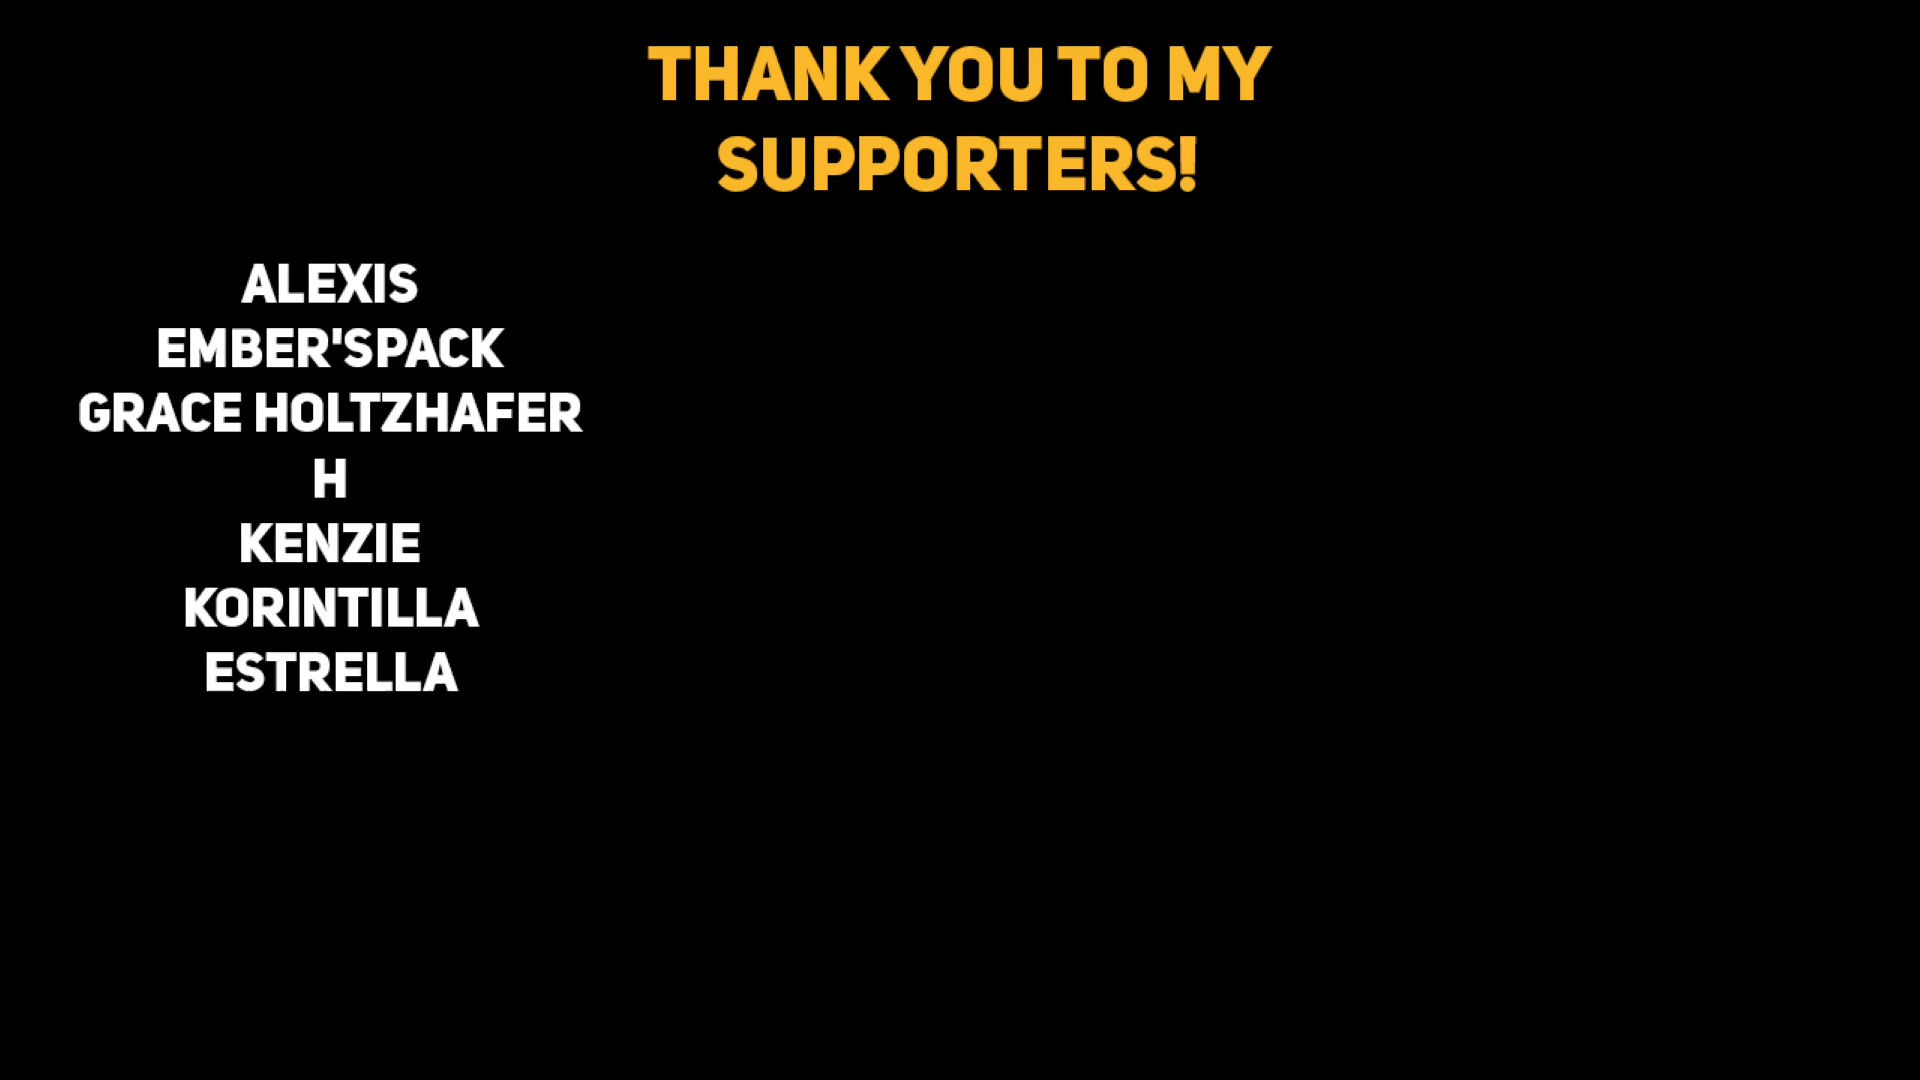 THANK YOU TO MY
SUPPORTERS!
ALEXIS
EMBER'SPACK
GRACE HOLTZHAFER
H
KENZIE
KORINTILLA
ESTRELLA